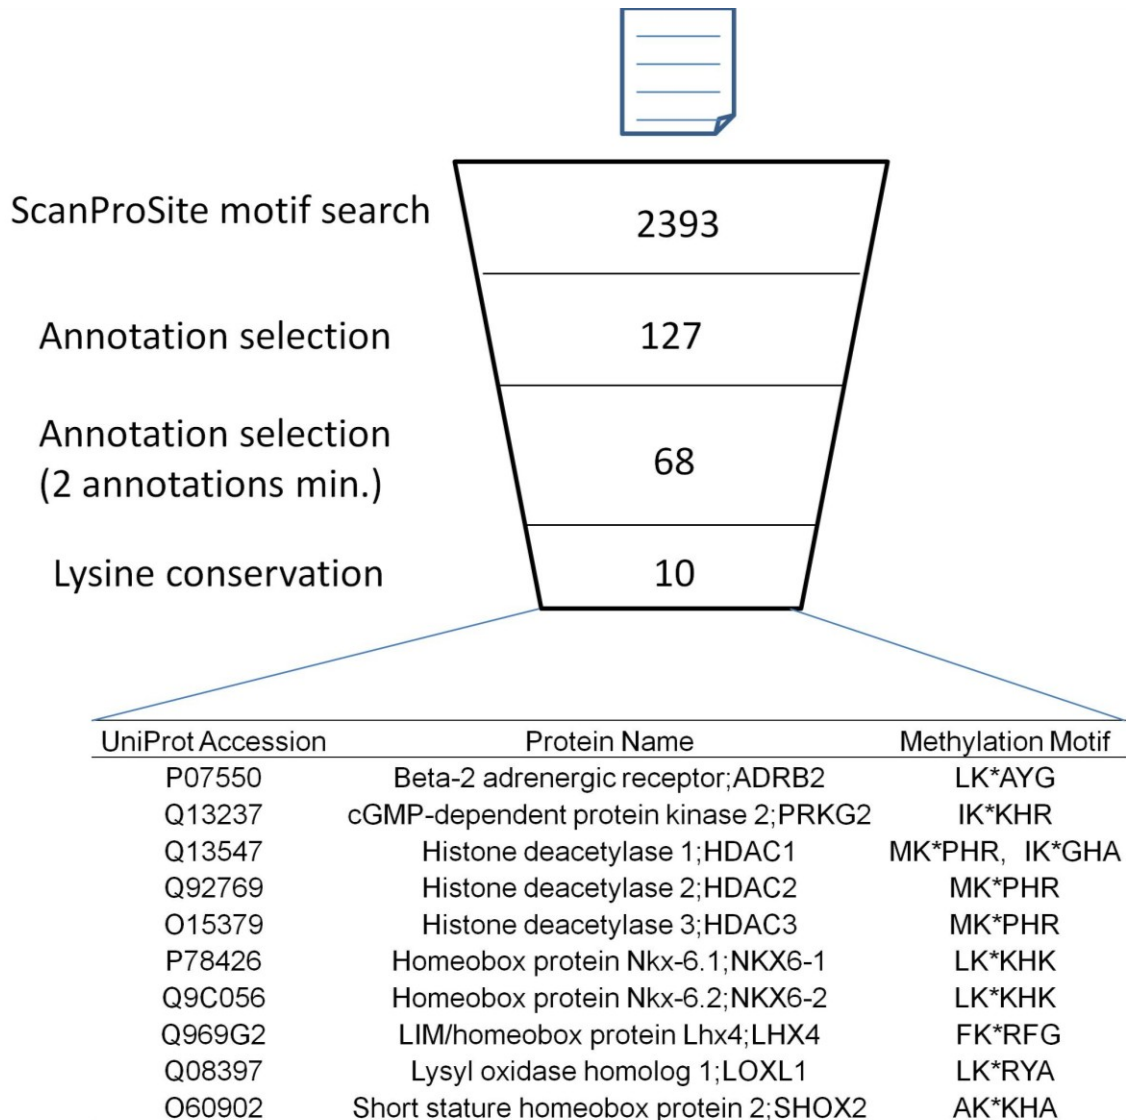 ScanProSite motif search 2393
Annotation selection 127
Annotation selection
(2 annotations min.) 68
Lysine conservation 10
UniProt Accession Protein Name Methylation Motif
P07550 Beta-2 adrenergic receptor;ADRB2 LK*AYG
Q13237 cGMP-dependent protein kinase 2;PRKG2 IK*KHR
Q13547 Histone deacetylase 1;HDAC1 MK*PHR, IK*GHA
Q92769 Histone deacetylase 2;HDAC2 MK*PHR
O15379 Histone deacetylase 3;HDAC3 MK*PHR
P78426 Homeobox protein Nkx-6.1;NKX6-1 LK*KHK
Q9C056 Homeobox protein Nkx-6.2;NKX6-2 LK*KHK
Q969G2 LIM/homeobox protein Lhx4;LHX4 FK*RFG
Q08397 Lysyl oxidase homolog 1;LOXL1 LK*RYA
O60902 Short stature homeobox protein 2;SHOX2 AK*KHA